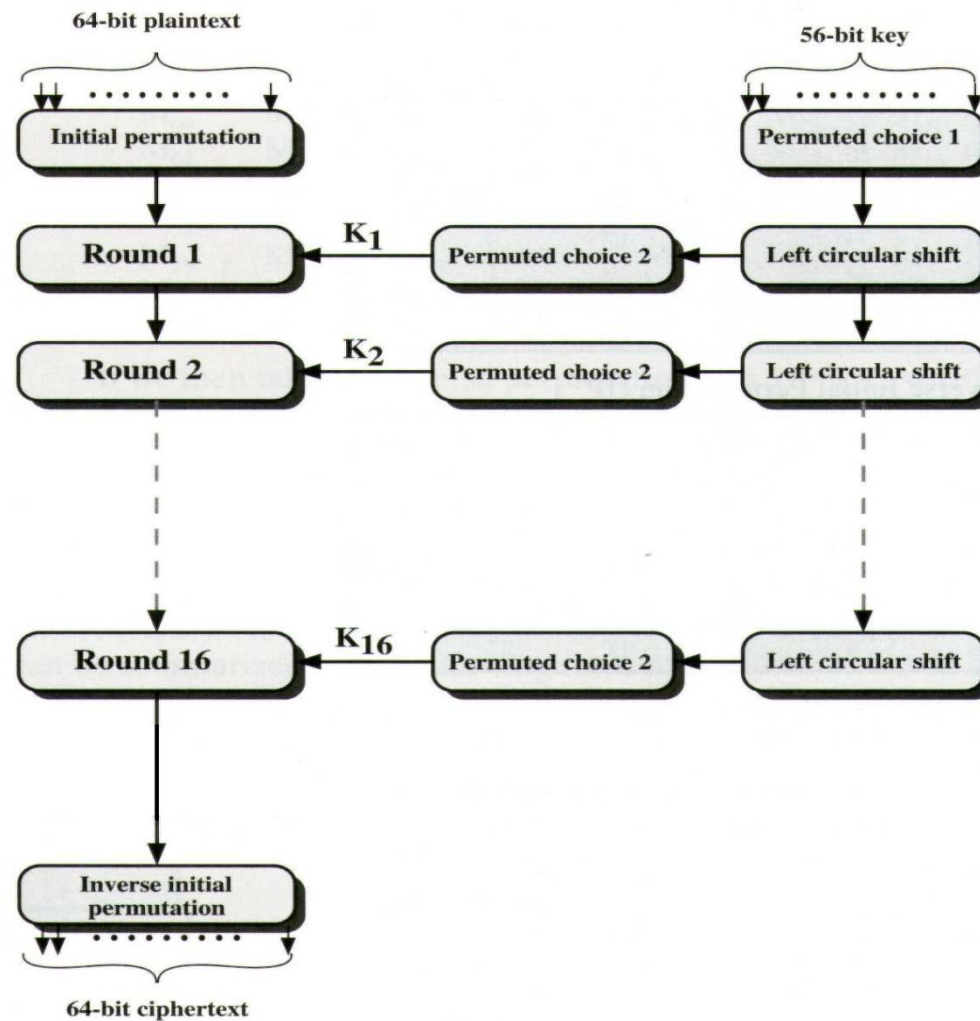 64-bit plaintext
56-bit key
Initial permutation
Permuted choice 1
Round 1
K1
Permuted choice 2
Left circular shift
Round 2
K2
Permuted choice 2
Left circular shift
Round 16
K16
Permuted choice 2
Left circular shift
Inverse initial
permutation
64-bit ciphertext